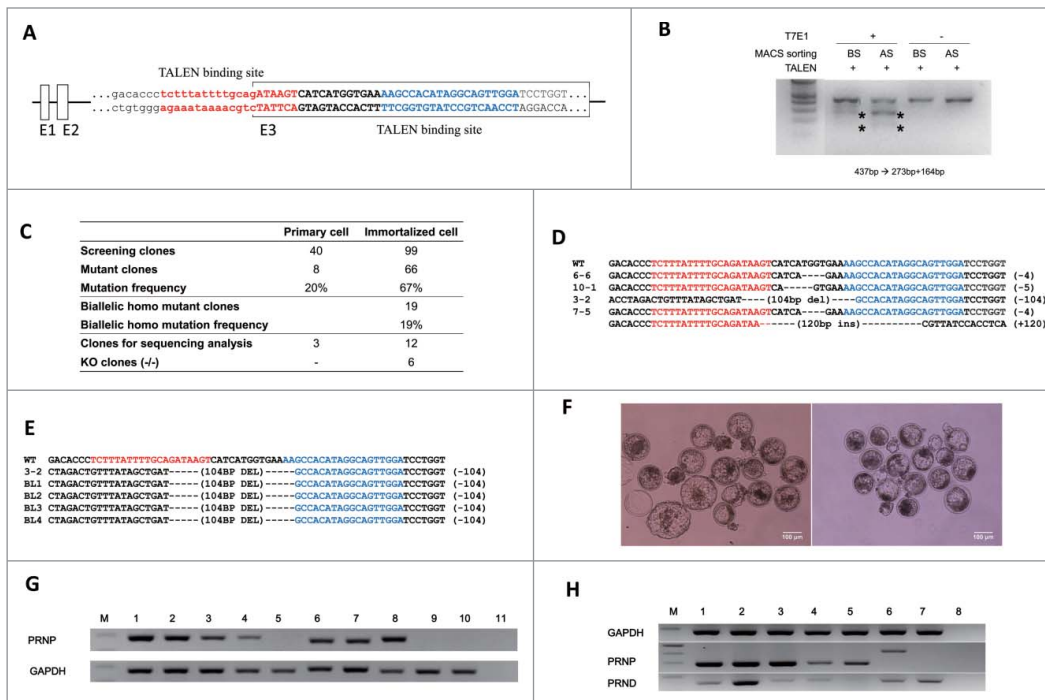 A
TALEN binding site
...gacaccctctttattttgcagATAAGTCATCATGGTGAAAAGCCACATAGGCAGTTGGATCCTGGT...
...ctgtgggagaaataaaacgtcTATTCAGTAGTACCACTTTTCGGTGTATCCGTCAACCTAGGACCA...
E1 E2 E3 TALEN binding site
B
T7E1 + -
MACS sorting BS AS BS AS
TALEN + + + +
* *
* *
437bp → 273bp+164bp
C
Primary cell Immortalized cell
Screening clones 40 99
Mutant clones 8 66
Mutation frequency 20% 67%
Biallelic homo mutant clones 19
Biallelic homo mutation frequency 19%
Clones for sequencing analysis 3 12
KO clones (-/-) - 6
D
WT GACACCCTCTTTATTTTGCAGATAAGTCATCATGGTGAAAAGCCACATAGGCAGTTGGATCCTGGT
6-6 GACACCCTCTTTATTTTGCAGATAAGTCATCA----GAAAAGCCACATAGGCAGTTGGATCCTGGT (-4)
10-1 GACACCCTCTTTATTTTGCAGATAAGTCA-----GTGAAAAGCCACATAGGCAGTTGGATCCTGGT (-5)
3-2 ACCTAGACTGTTTATAGCTGAT----(104bp del)----GCCACATAGGCAGTTGGATCCTGGT (-104)
7-5 GACACCCTCTTTATTTTGCAGATAAGTCATCA----GAAAAGCCACATAGGCAGTTGGATCCTGGT (-4)
GACACCCTCTTTATTTTGCAGATAA------(120bp ins)----------CGTTATCCACCTCA (+120)
E
WT GACACCCTCTTTATTTTGCAGATAAGTCATCATGGTGAAAAGCCACATAGGCAGTTGGATCCTGGT
3-2 CTAGACTGTTTATAGCTGAT-----(104BP DEL)-----GCCACATAGGCAGTTGGATCCTGGT (-104)
BL1 CTAGACTGTTTATAGCTGAT-----(104BP DEL)-----GCCACATAGGCAGTTGGATCCTGGT (-104)
BL2 CTAGACTGTTTATAGCTGAT-----(104BP DEL)-----GCCACATAGGCAGTTGGATCCTGGT (-104)
BL3 CTAGACTGTTTATAGCTGAT-----(104BP DEL)-----GCCACATAGGCAGTTGGATCCTGGT (-104)
BL4 CTAGACTGTTTATAGCTGAT-----(104BP DEL)-----GCCACATAGGCAGTTGGATCCTGGT (-104)
F
100 µm 100 µm
G
M 1 2 3 4 5 6 7 8 9 10 11
PRNP
GAPDH
H
M 1 2 3 4 5 6 7 8
GAPDH
PRNP
PRND